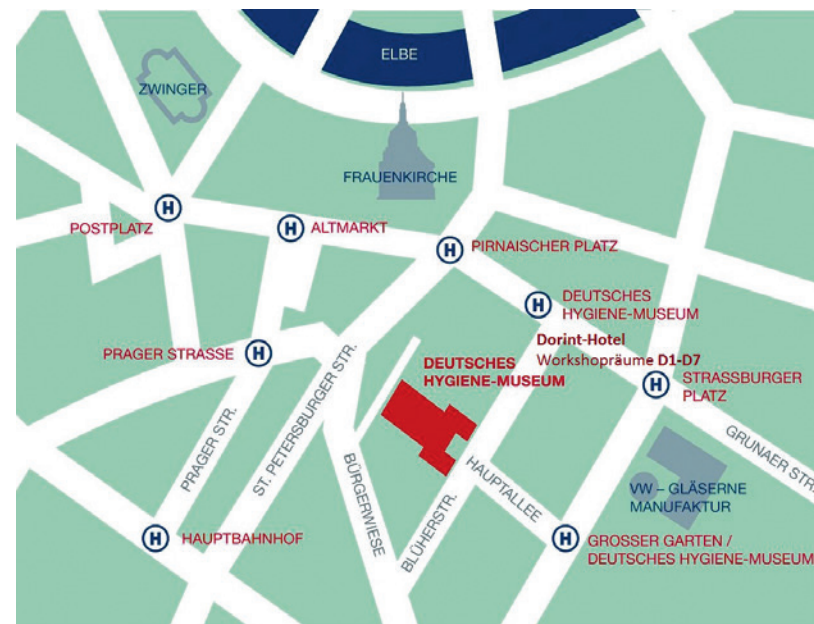 ELBE
ZWINGER
FRAUENKIRCHE
H
POSTPLATZ
H
ALTMARKT
H
PIRNAISCHER PLATZ
H
DEUTSCHES
HYGIENE-MUSEUM
Dorint-Hotel
Workshopräume D1-D7
H
PRAGER STRASSE
DEUTSCHES
HYGIENE-MUSEUM
H
STRASSBURGER
PLATZ
PRAGER STR.
ST. PETERSBURGER STR.
BÜRGERWIESE
BLÜHERSTR.
HAUPTALLEE
GRUNAER STR.
VW – GLÄSERNE
MANUFAKTUR
H
HAUPTBAHNHOF
H
GROSSER GARTEN /
DEUTSCHES HYGIENE-MUSEUM